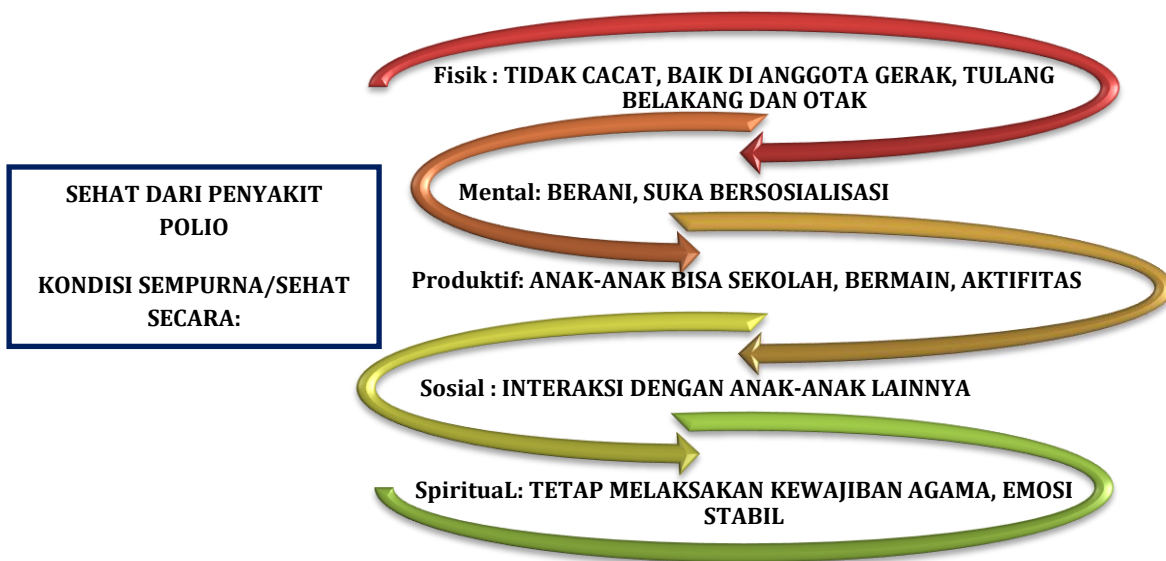 SEHAT DARI PENYAKIT
POLIO
KONDISI SEMPURNA/SEHAT
SECARA:
Fisik : TIDAK CACAT, BAIK DI ANGGOTA GERAK, TULANG
BELAKANG DAN OTAK
Mental: BERANI, SUKA BERSOSIALISASI
Produktif: ANAK-ANAK BISA SEKOLAH, BERMAIN, AKTIFITAS
Sosial : INTERAKSI DENGAN ANAK-ANAK LAINNYA
SpirituaL: TETAP MELAKSAKAN KEWAJIBAN AGAMA, EMOSI
STABIL